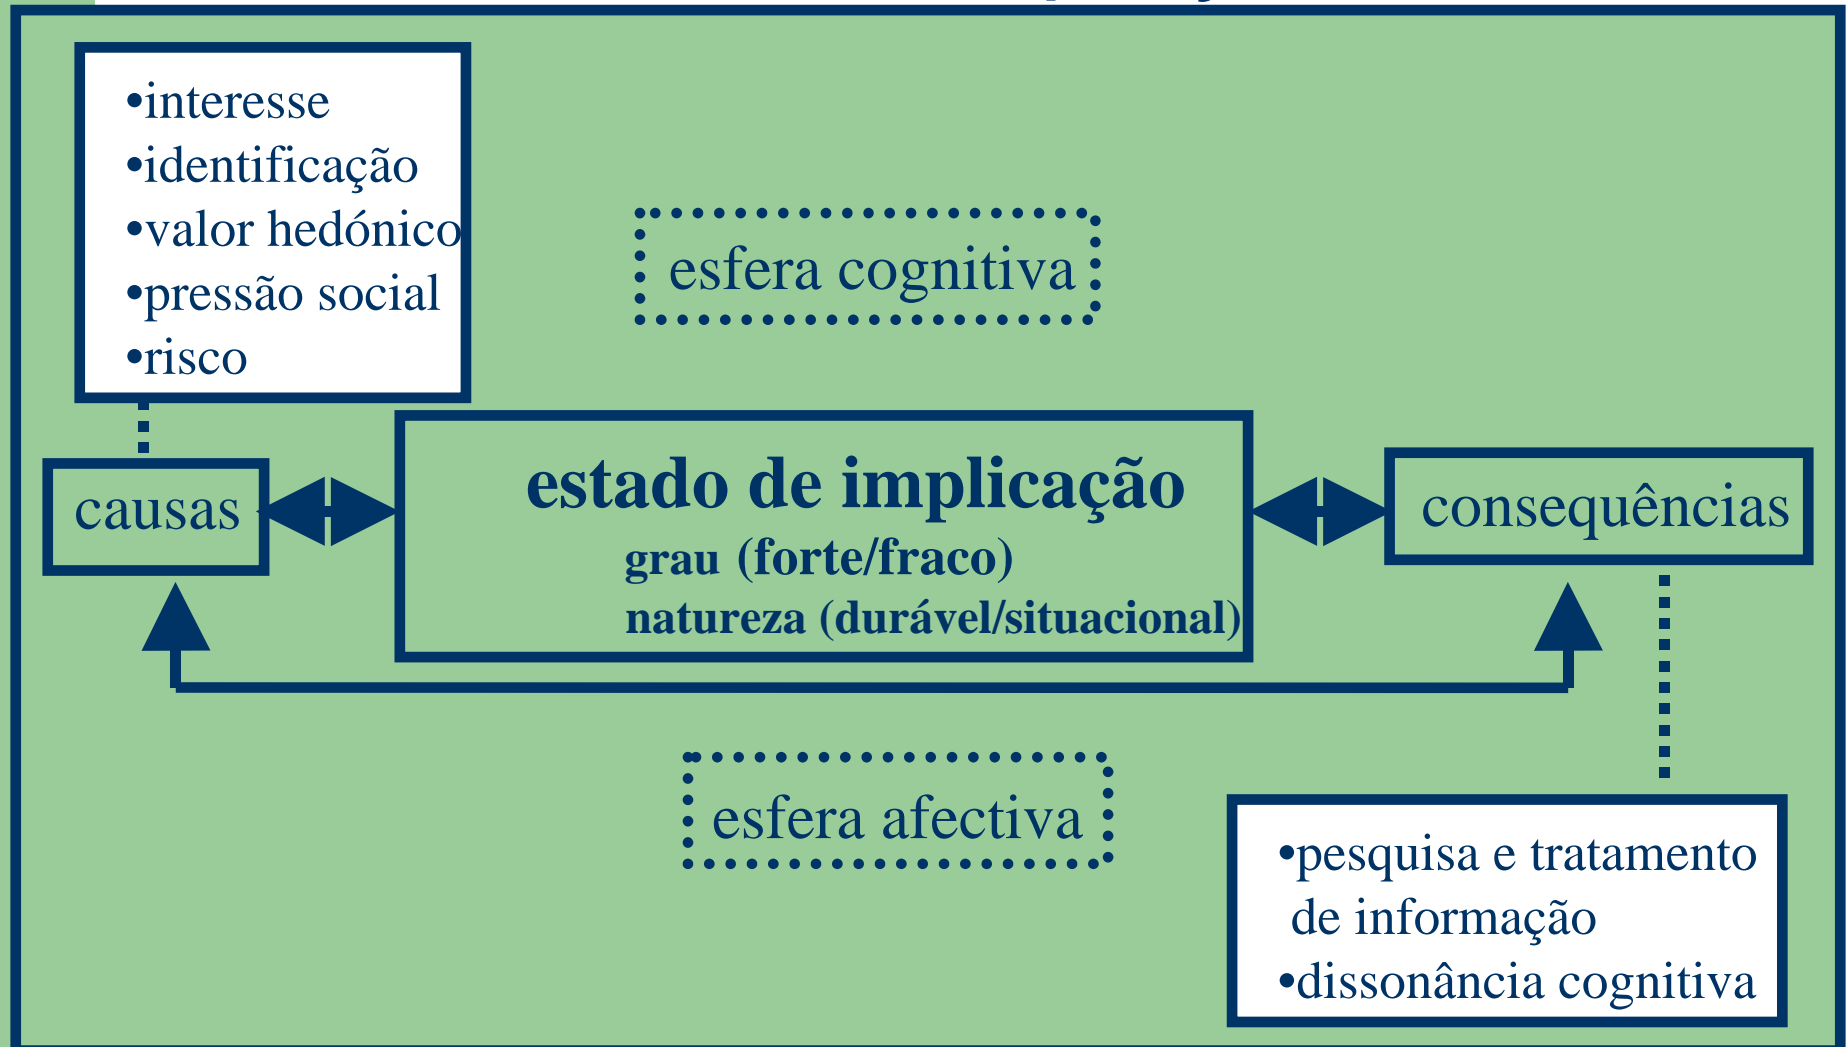 •interesse
•identificação
•valor hedónico
•pressão social
•risco
esfera cognitiva
causas
estado de implicação
grau (forte/fraco)
natureza (durável/situacional)
consequências
esfera afectiva
•pesquisa e tratamento
de informação
•dissonância cognitiva